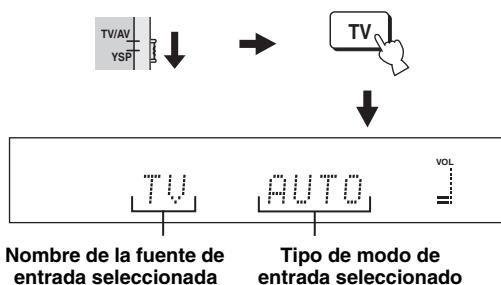 TV/AV
YSP
TV
VOL
TV AUTO
Nombre de la fuente de
entrada seleccionada
Tipo de modo de
entrada seleccionado